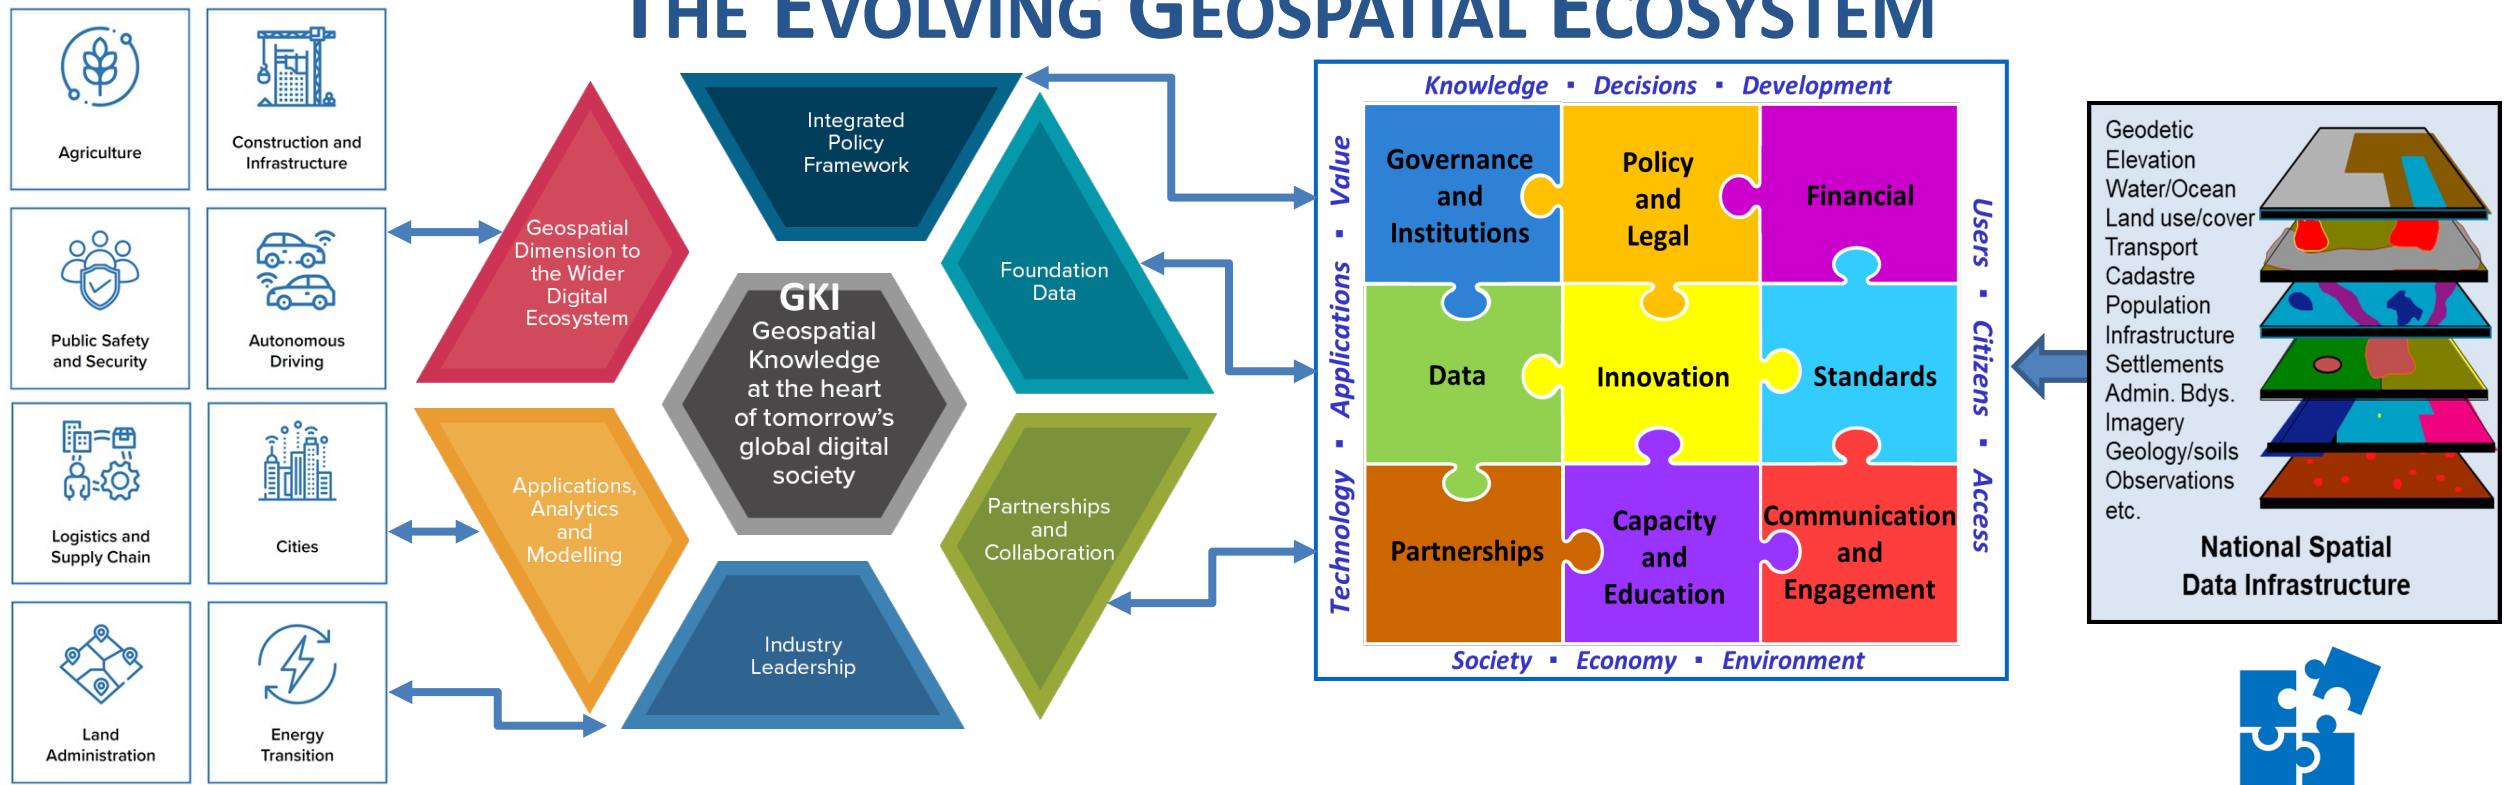 THE EVOLVING GEOSPATIAL ECOSYSTEM
Agriculture
Construction and
Infrastructure
Public Safety
and Security
Autonomous
Driving
Logistics and
Supply Chain
Cities
Land
Administration
Energy
Transition
Geospatial
Dimension to
the Wider
Digital
Ecosystem
Integrated
Policy
Framework
Foundation
Data
GKI
Geospatial
Knowledge
at the heart
of tomorrow's
global digital
society
Applications,
Analytics
and
Modelling
Partnerships
and
Collaboration
Industry
Leadership
Knowledge ▪ Decisions ▪ Development
Technology ▪ Applications ▪ Value
Governance
and
Institutions
Policy
and
Legal
Financial
Data
Innovation
Standards
Partnerships
Capacity
and
Education
Communication
and
Engagement
Users ▪ Citizens ▪ Access
Society ▪ Economy ▪ Environment
Geodetic
Elevation
Water/Ocean
Land use/cover
Transport
Cadastre
Population
Infrastructure
Settlements
Admin. Bdys.
Imagery
Geology/soils
Observations
etc.
National Spatial
Data Infrastructure